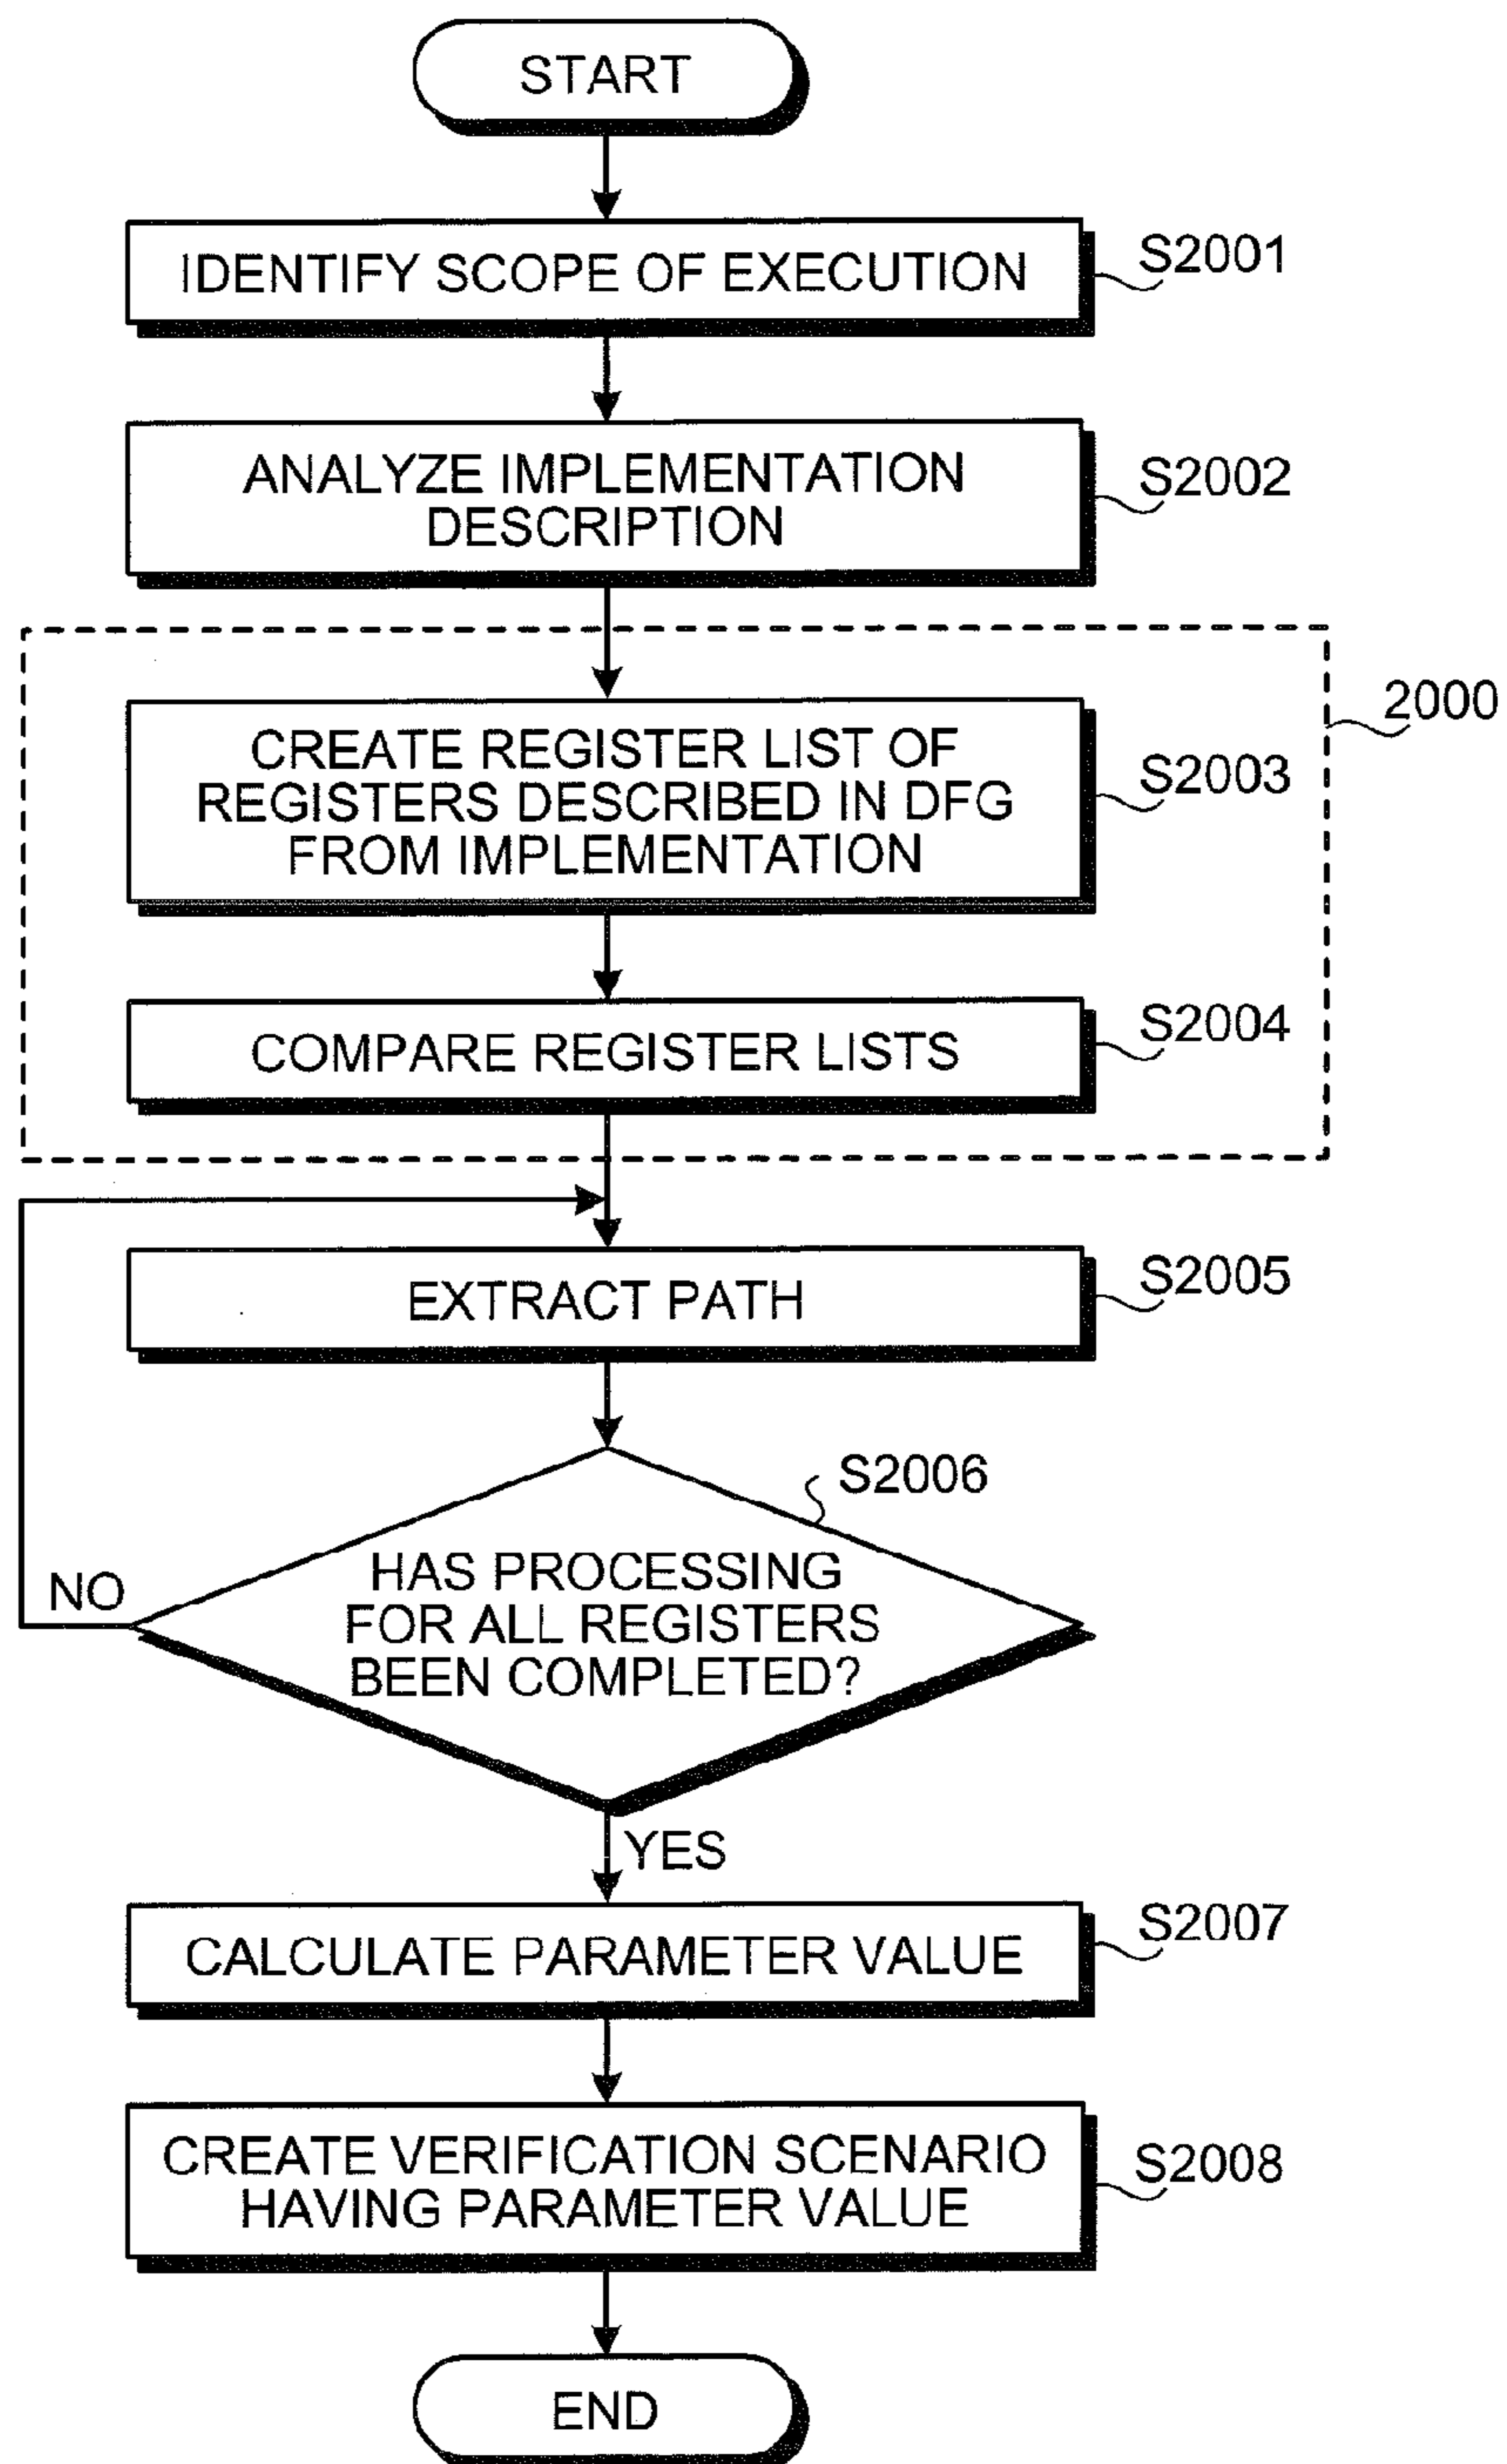 START
IDENTIFY SCOPE OF EXECUTION
S2001
ANALYZE IMPLEMENTATION
DESCRIPTION
S2002
2000
CREATE REGISTER LIST OF
REGISTERS DESCRIBED IN DFG
FROM IMPLEMENTATION
S2003
COMPARE REGISTER LISTS
S2004
EXTRACT PATH
S2005
S2006
HAS PROCESSING
FOR ALL REGISTERS
BEEN COMPLETED?
NO
YES
CALCULATE PARAMETER VALUE
S2007
CREATE VERIFICATION SCENARIO
HAVING PARAMETER VALUE
S2008
END